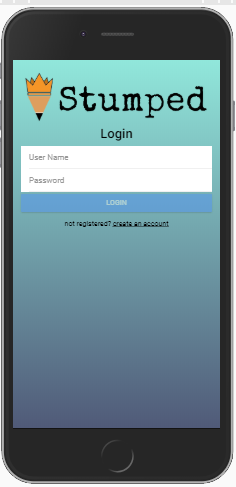 Stumped
Login
User Name
Password
LOGIN
not registered? create an account